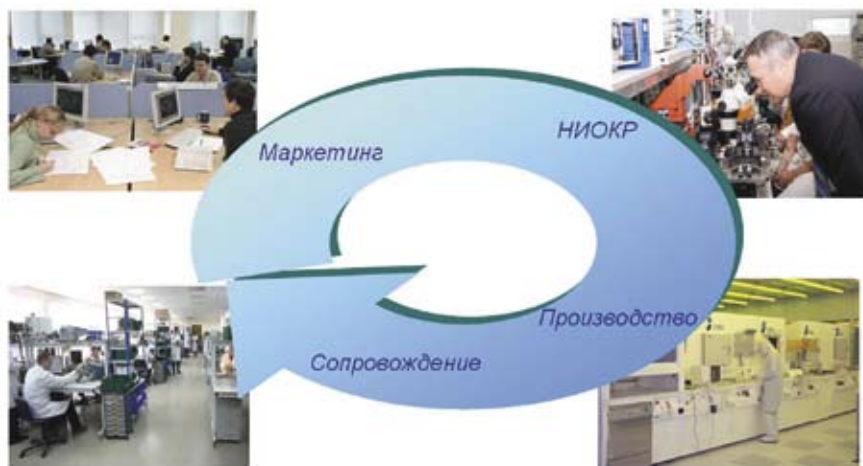 Маркетинг
НИОКР
Производство
Сопровождение